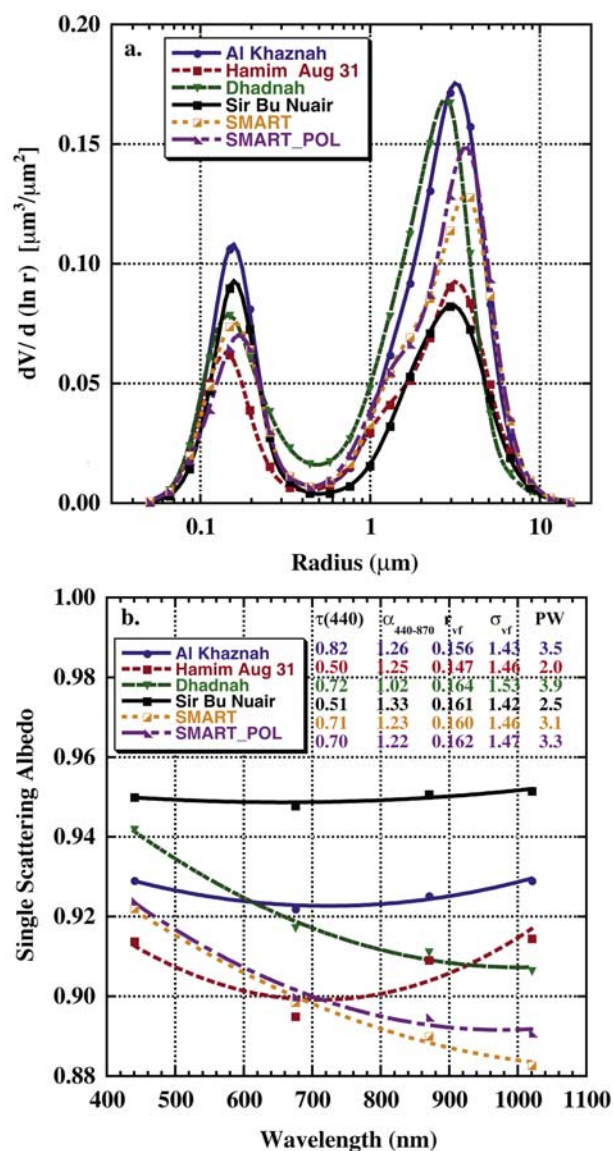 a.
Al Khaznah
Hamim Aug 31
Dhadnah
Sir Bu Nuair
SMART
SMART_POL
0.20
0.15
0.10
0.05
0.00
dV/ d (ln r) [μm³/μm²]
0.1 1 10
Radius (μm)
b.
Al Khaznah
Hamim Aug 31
Dhadnah
Sir Bu Nuair
SMART
SMART_POL
τ(440) α440-870 rvf σvf PW
0.82 1.26 0.156 1.43 3.5
0.50 1.25 0.147 1.46 2.0
0.72 1.02 0.164 1.53 3.9
0.51 1.33 0.161 1.42 2.5
0.71 1.23 0.160 1.46 3.1
0.70 1.22 0.162 1.47 3.3
1.00
0.98
0.96
0.94
0.92
0.90
0.88
Single Scattering Albedo
400 500 600 700 800 900 1000 1100
Wavelength (nm)